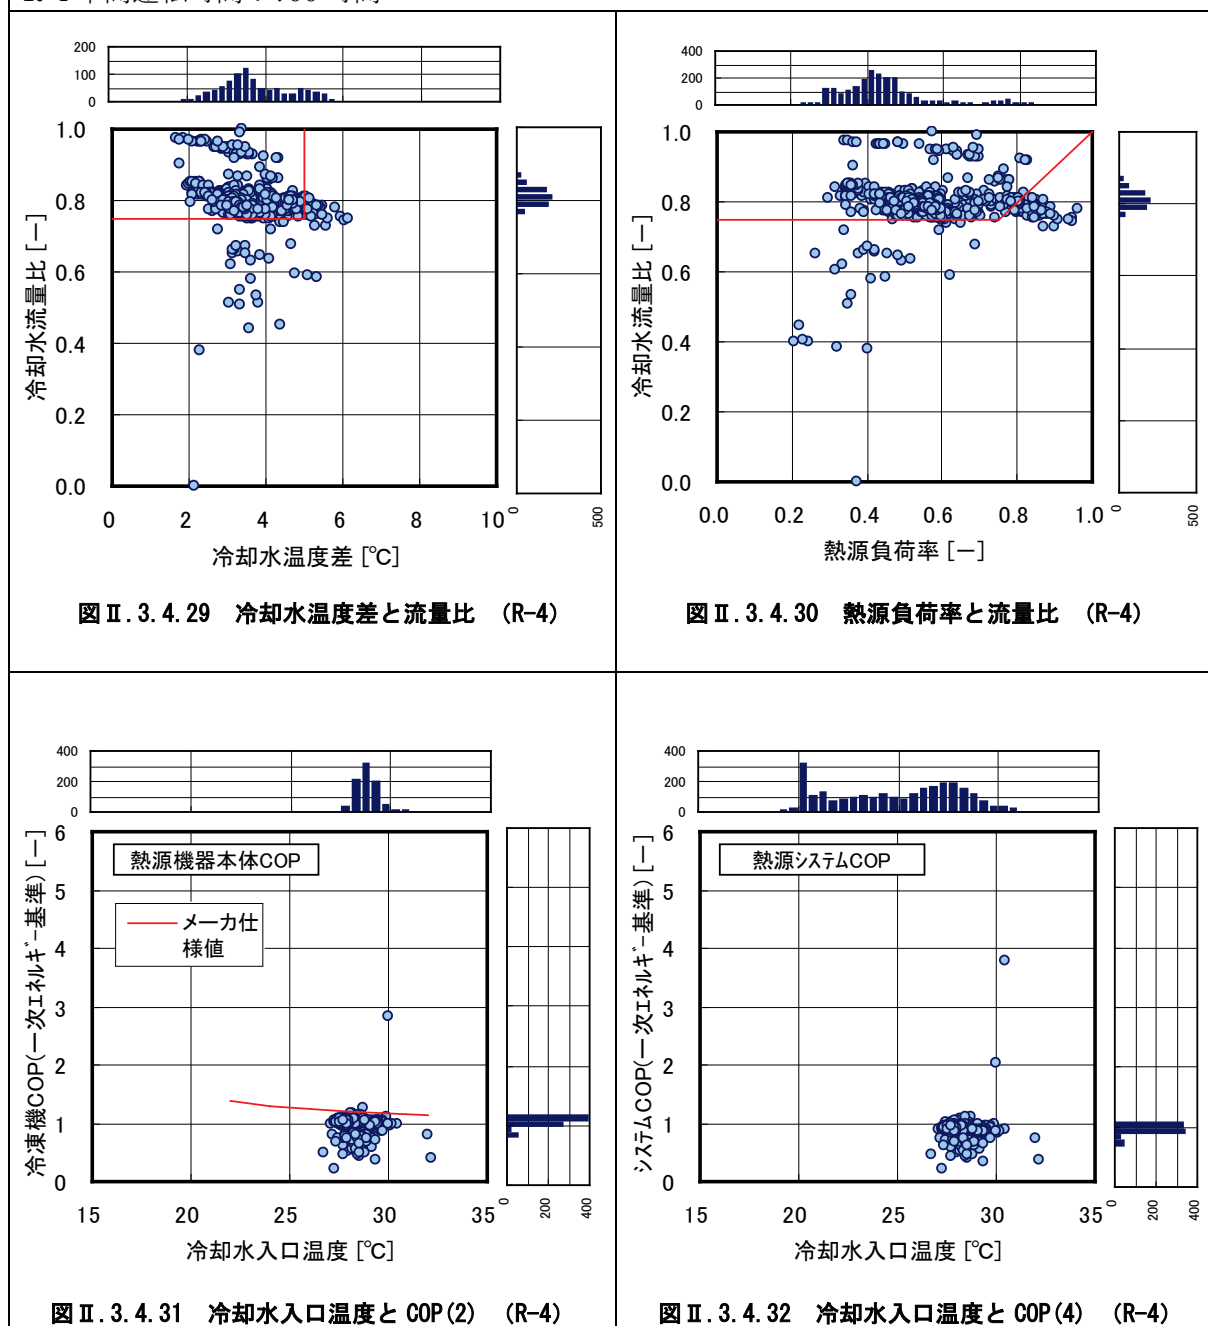 200
100
0
1.0
0.8
0.6
0.4
0.2
0.0
冷却水流量比 [－]
0 2 4 6 8 10
0 500
冷却水温度差 [℃]
図Ⅱ.3.4.29 冷却水温度差と流量比 (R-4)
400
200
0
1.0
0.8
0.6
0.4
0.2
0.0
冷却水流量比 [－]
0.0 0.2 0.4 0.6 0.8 1.0
0 500
熱源負荷率 [－]
図Ⅱ.3.4.30 熱源負荷率と流量比 (R-4)
400
200
0
6
5
4
3
2
1
0
冷凍機COP(一次エネルギー基準) [－]
熱源機器本体COP
メーカ仕
様値
15 20 25 30 35
0 200 400
冷却水入口温度 [℃]
図Ⅱ.3.4.31 冷却水入口温度と COP(2) (R-4)
400
200
0
6
5
4
3
2
1
0
システムCOP(一次エネルギー基準) [－]
熱源システムCOP
15 20 25 30 35
0 200 400
冷却水入口温度 [℃]
図Ⅱ.3.4.32 冷却水入口温度と COP(4) (R-4)